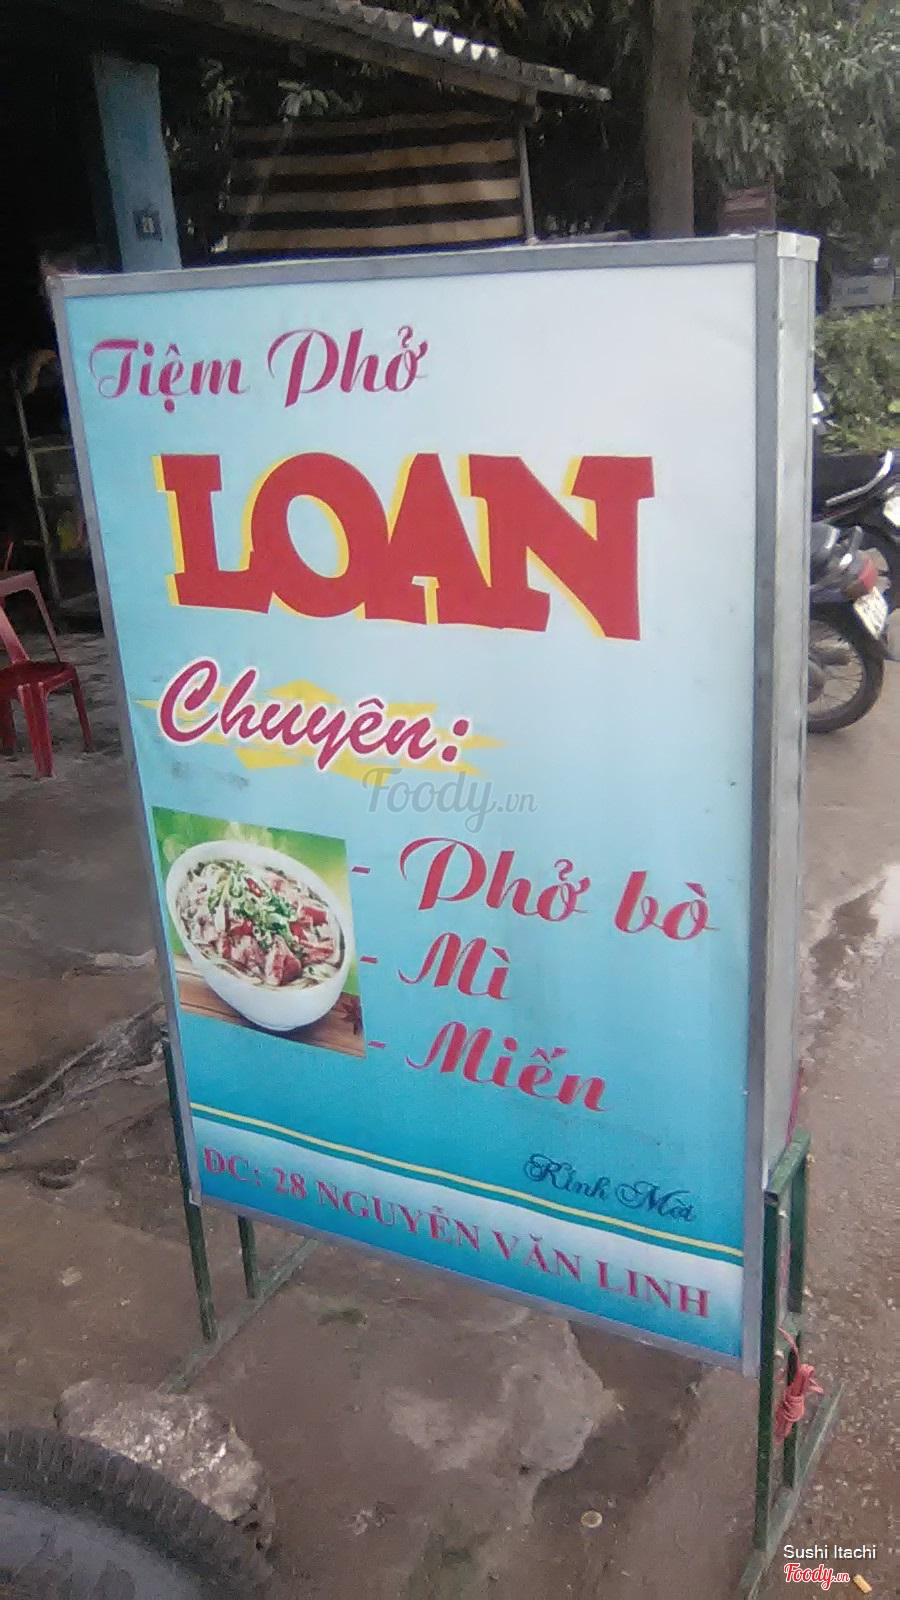 Tiệm Phở
LOAN
Chuyên:
Foody.vn
- Phở bò
- Mì
- Miến
Kính Mời
ĐC: 28 NGUYỄN VĂN LINH
Sushi Itachi
Foody.vn